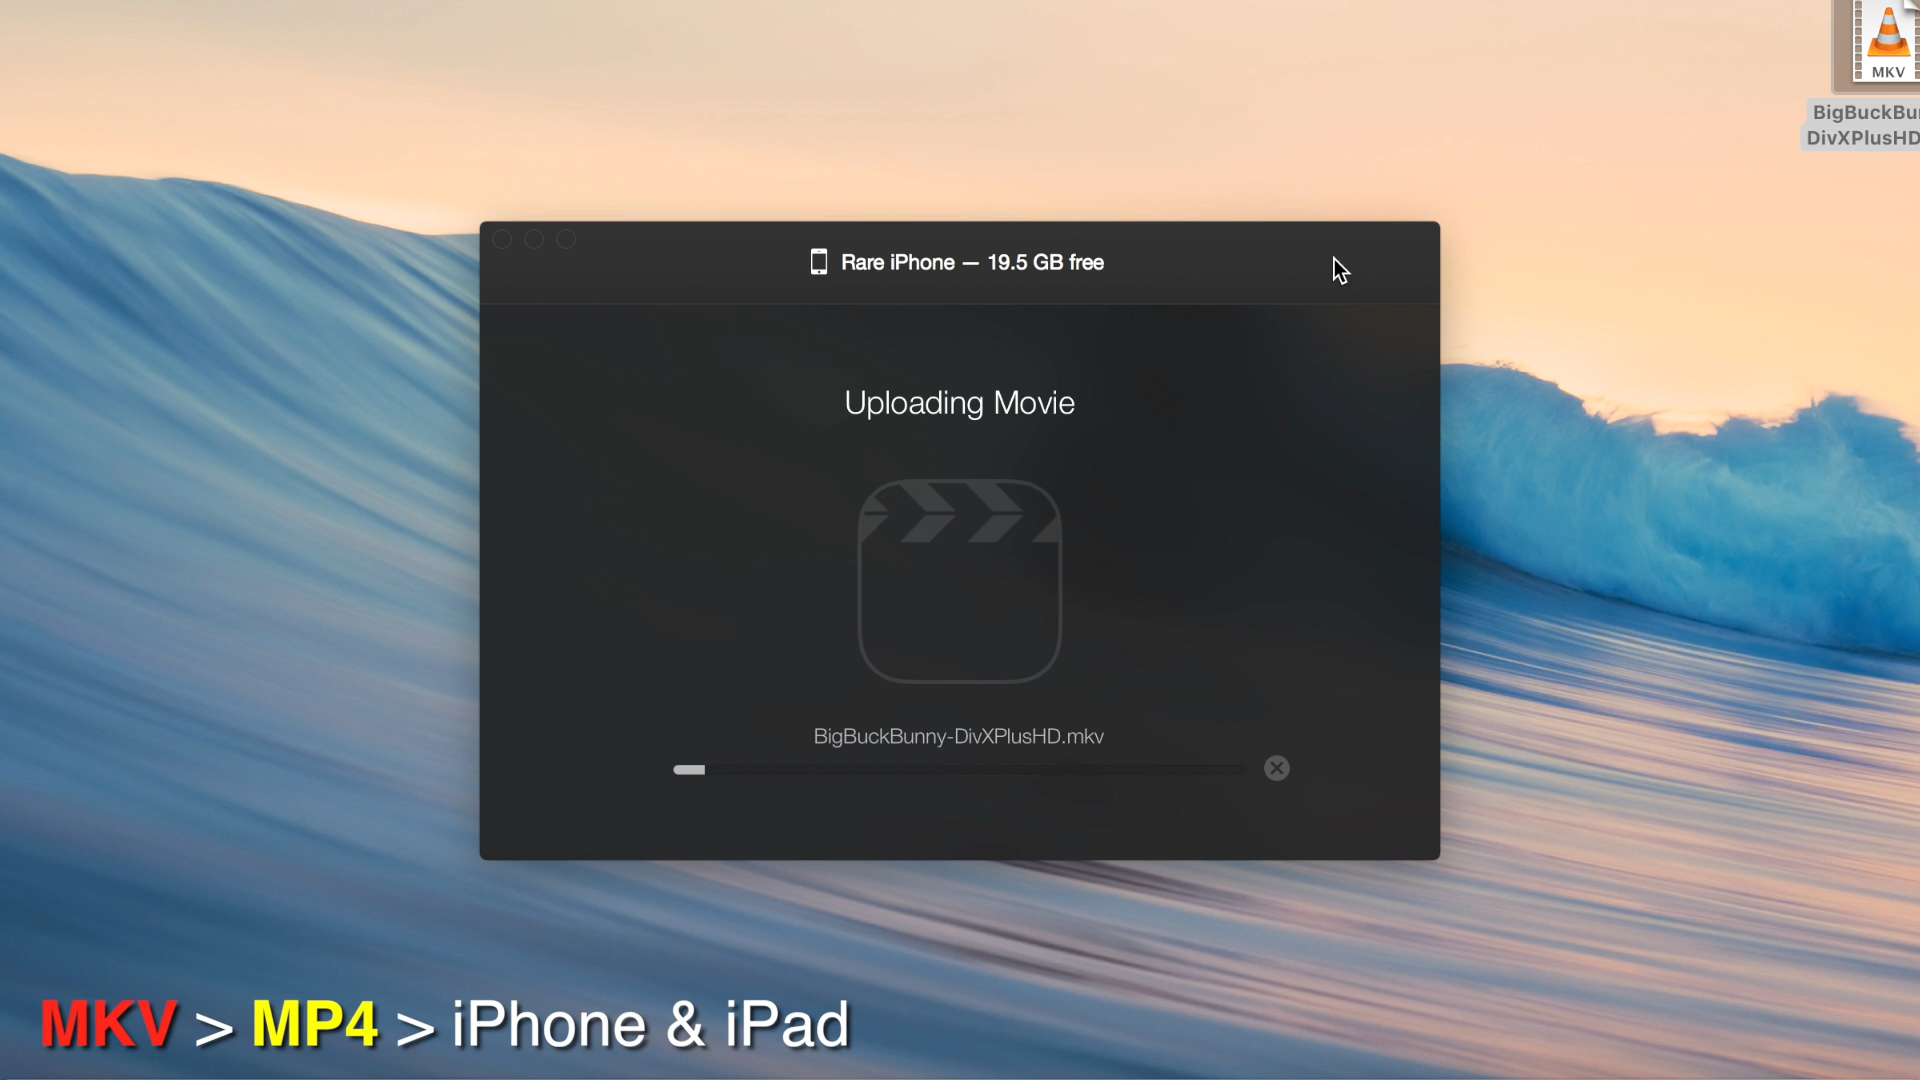 MKV
BigBuckBu
DivXPlusHD
Rare iPhone — 19.5 GB free
Uploading Movie
BigBuckBunny-DivXPlusHD.mkv
MKV > MP4 > iPhone & iPad